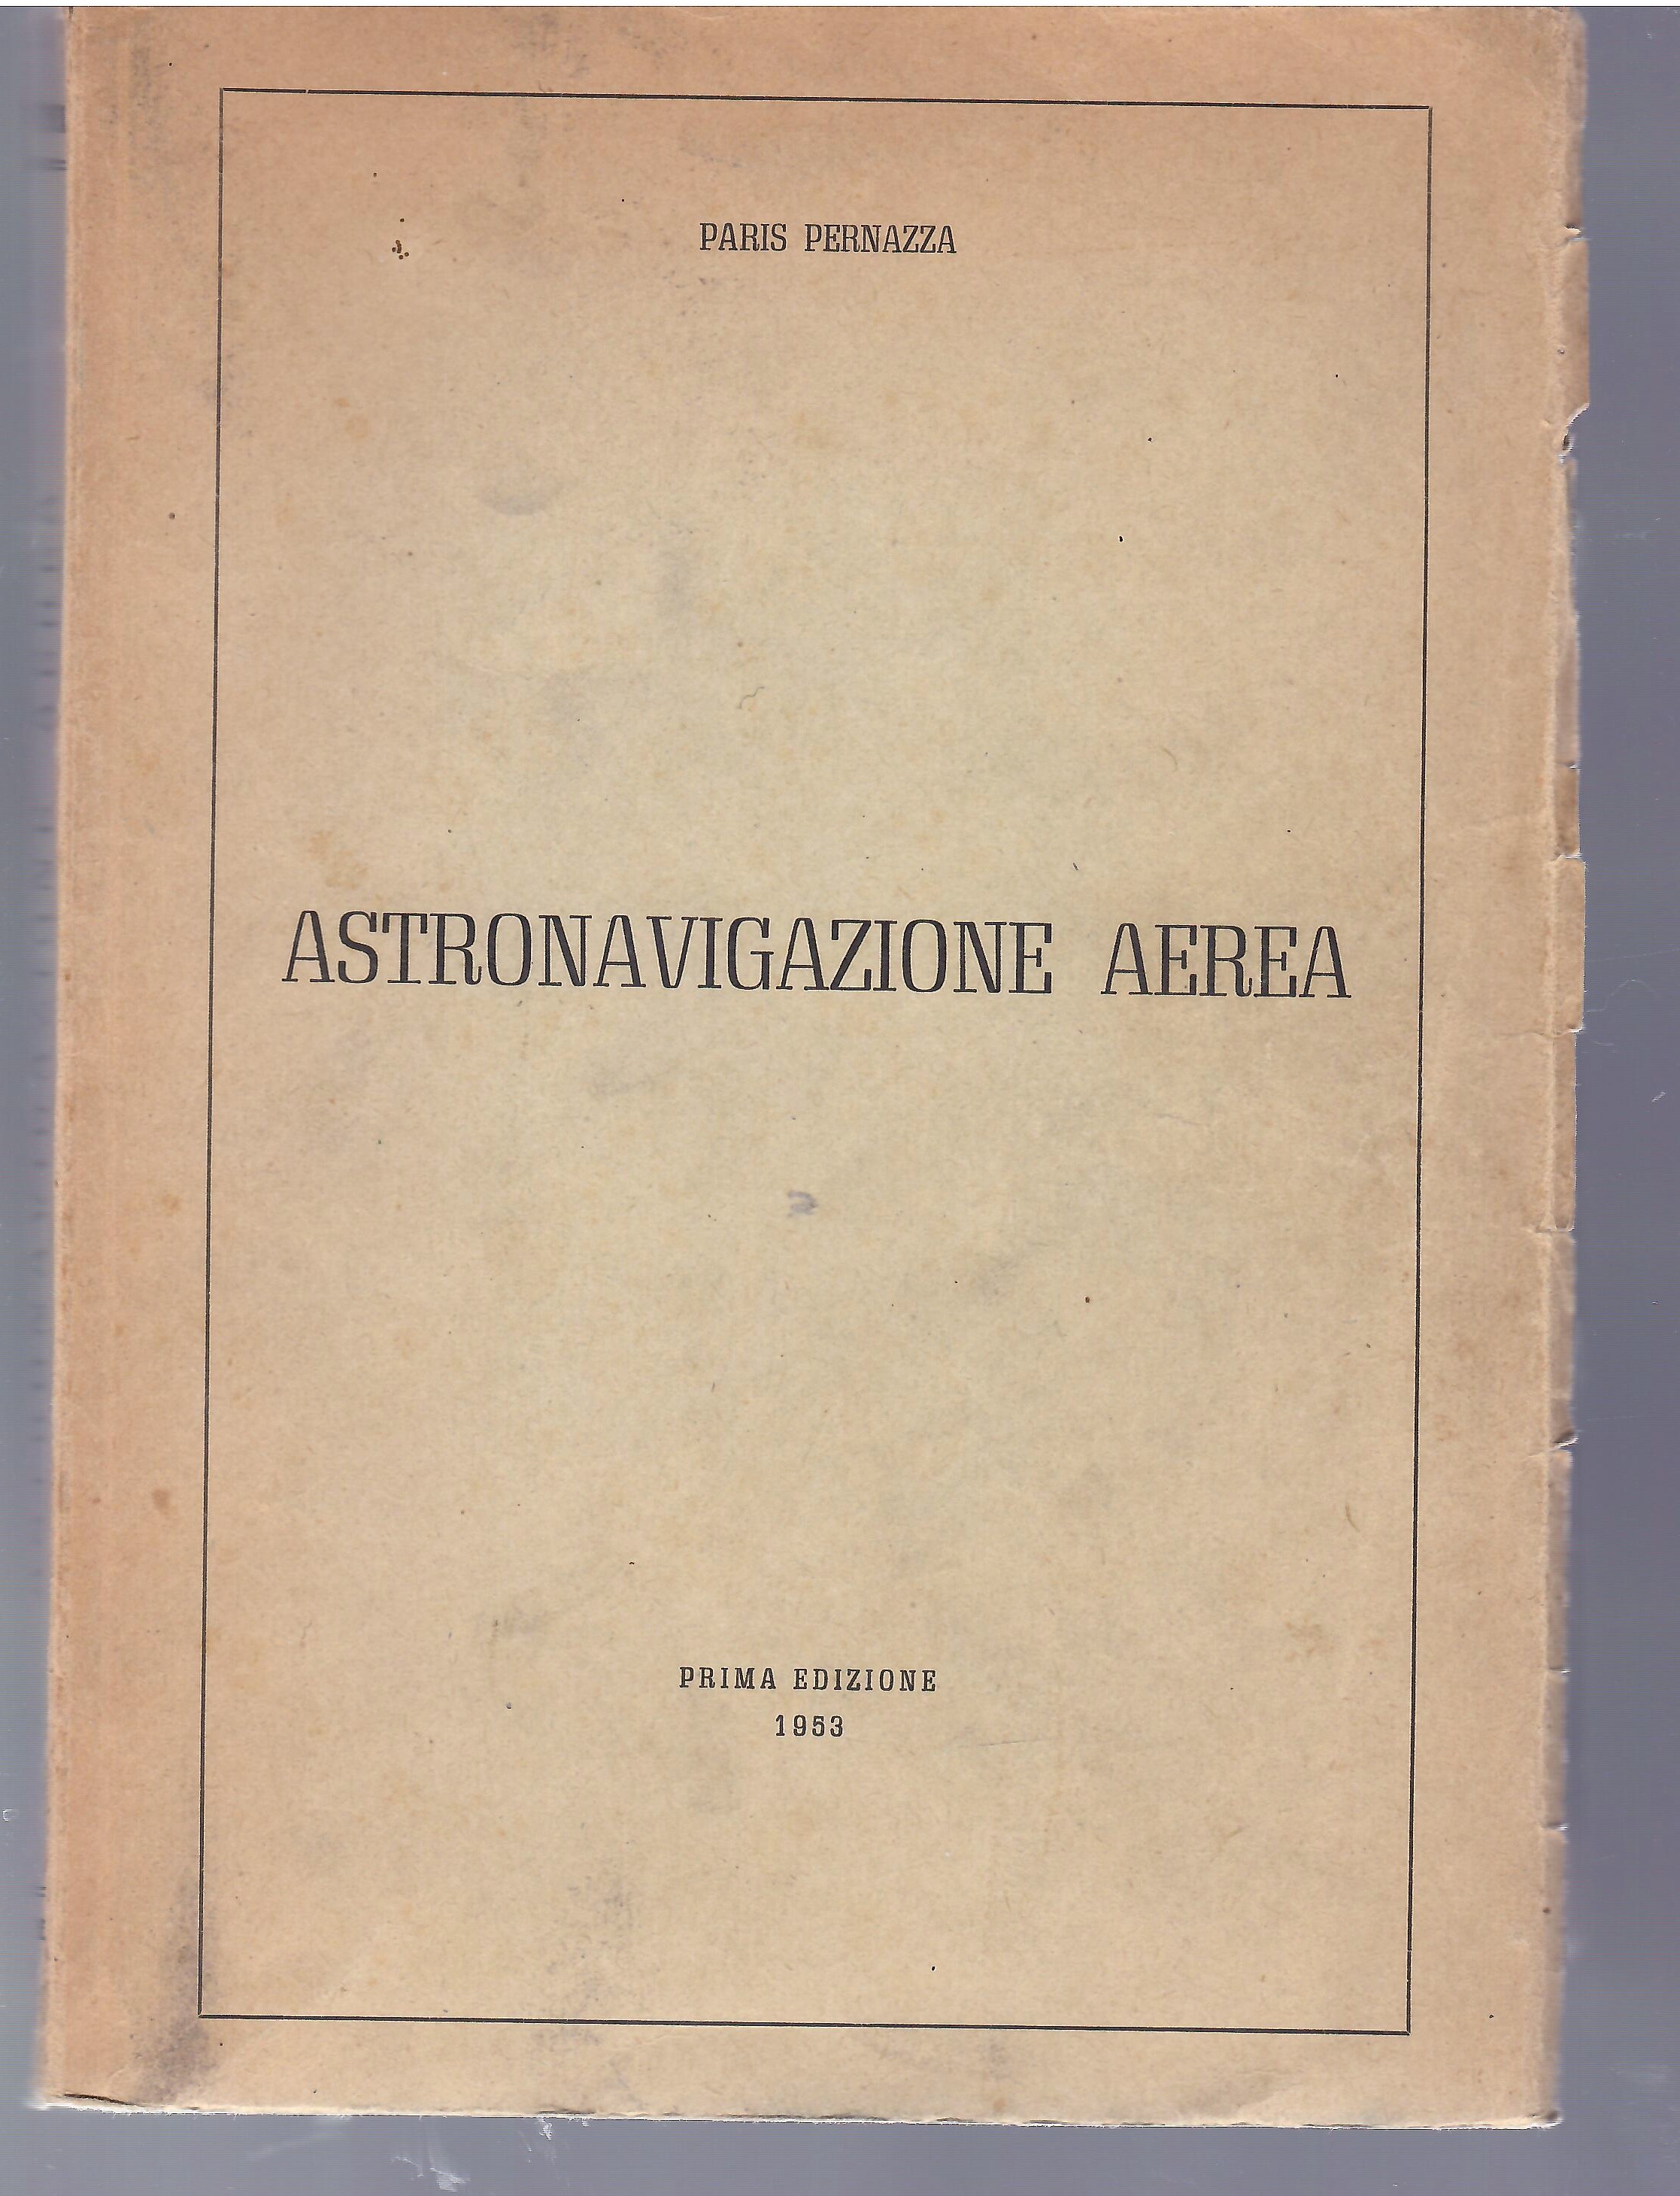 PARIS PERNAZZA
ASTRONAVIGAZIONE AEREA
PRIMA EDIZIONE
1953